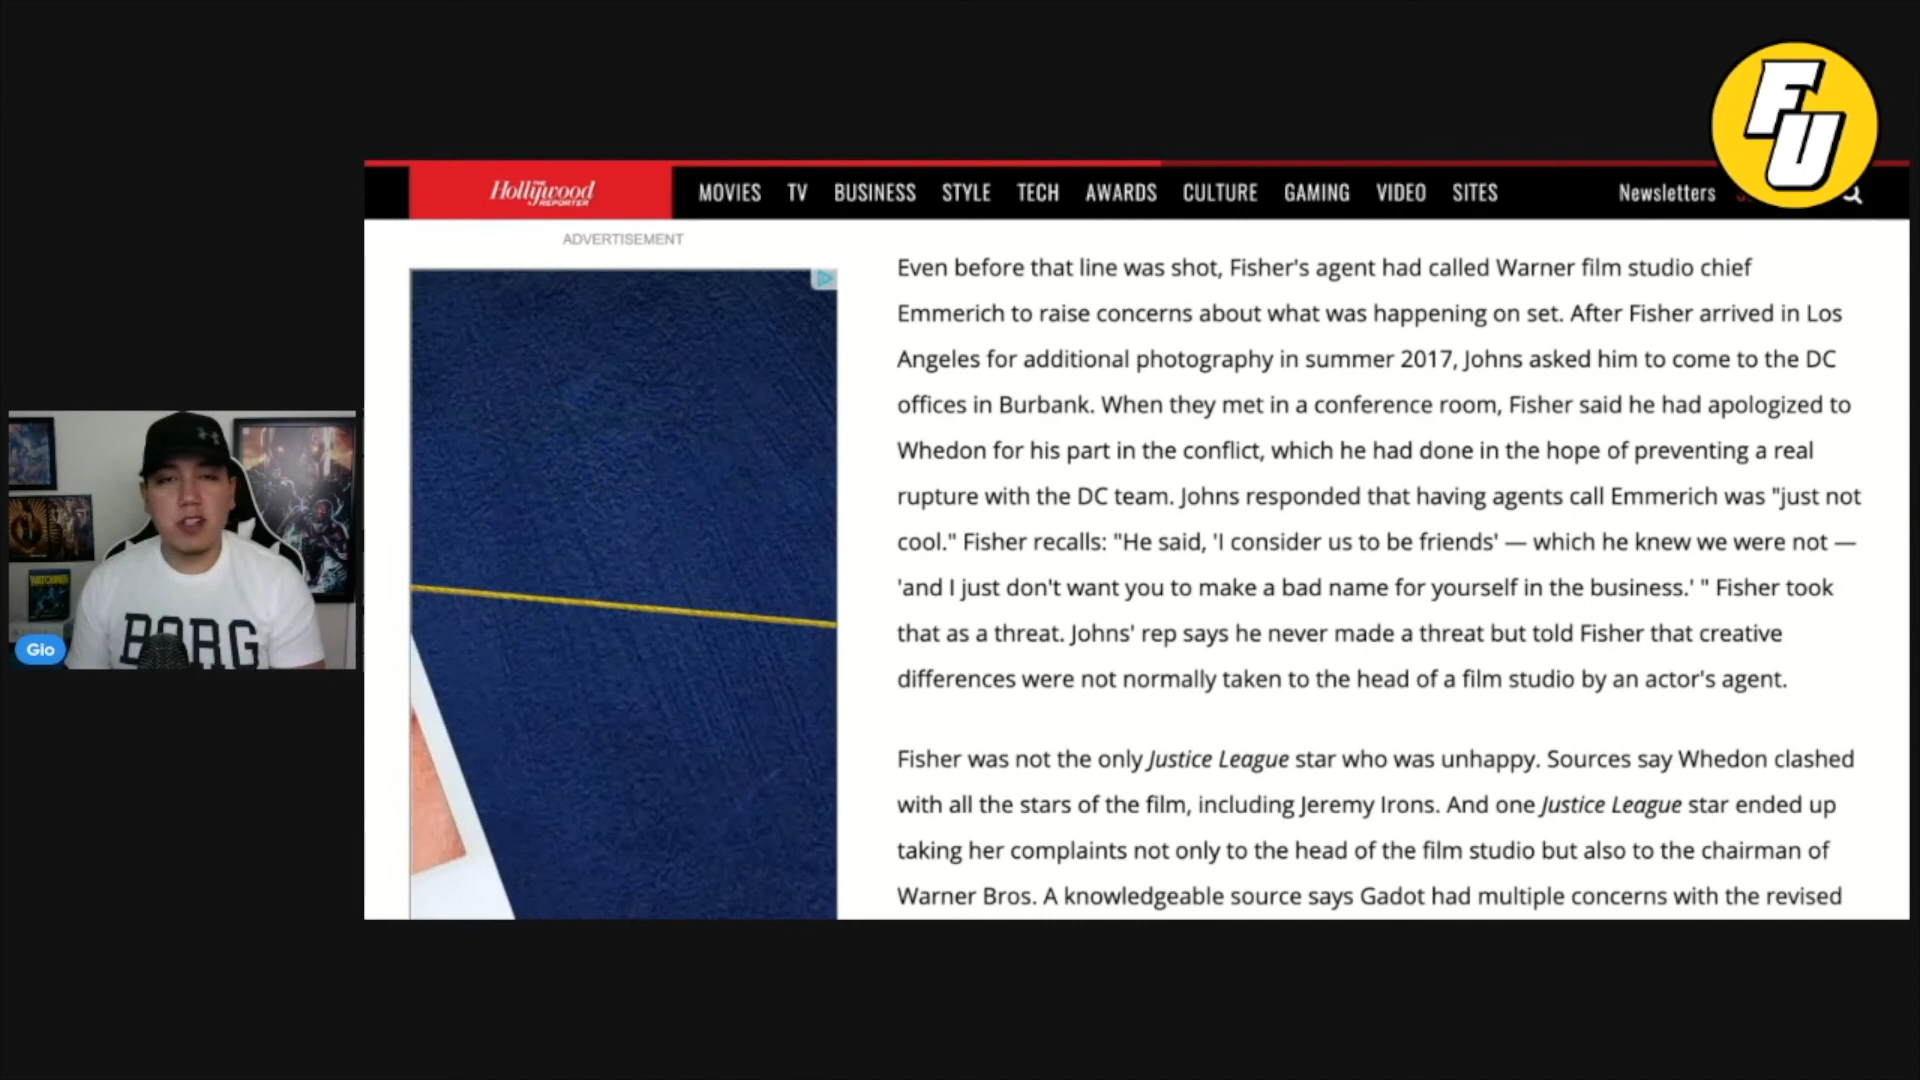 FU
THE
Hollywood
REPORTER
MOVIES TV BUSINESS STYLE TECH AWARDS CULTURE GAMING VIDEO SITES Newsletters
ADVERTISEMENT
Even before that line was shot, Fisher's agent had called Warner film studio chief
Emmerich to raise concerns about what was happening on set. After Fisher arrived in Los
Angeles for additional photography in summer 2017, Johns asked him to come to the DC
offices in Burbank. When they met in a conference room, Fisher said he had apologized to
Whedon for his part in the conflict, which he had done in the hope of preventing a real
rupture with the DC team. Johns responded that having agents call Emmerich was "just not
cool." Fisher recalls: "He said, 'I consider us to be friends' — which he knew we were not —
'and I just don't want you to make a bad name for yourself in the business.' " Fisher took
that as a threat. Johns' rep says he never made a threat but told Fisher that creative
differences were not normally taken to the head of a film studio by an actor's agent.
Fisher was not the only Justice League star who was unhappy. Sources say Whedon clashed
with all the stars of the film, including Jeremy Irons. And one Justice League star ended up
taking her complaints not only to the head of the film studio but also to the chairman of
Warner Bros. A knowledgeable source says Gadot had multiple concerns with the revised
WATCHMEN
BORG
Gio